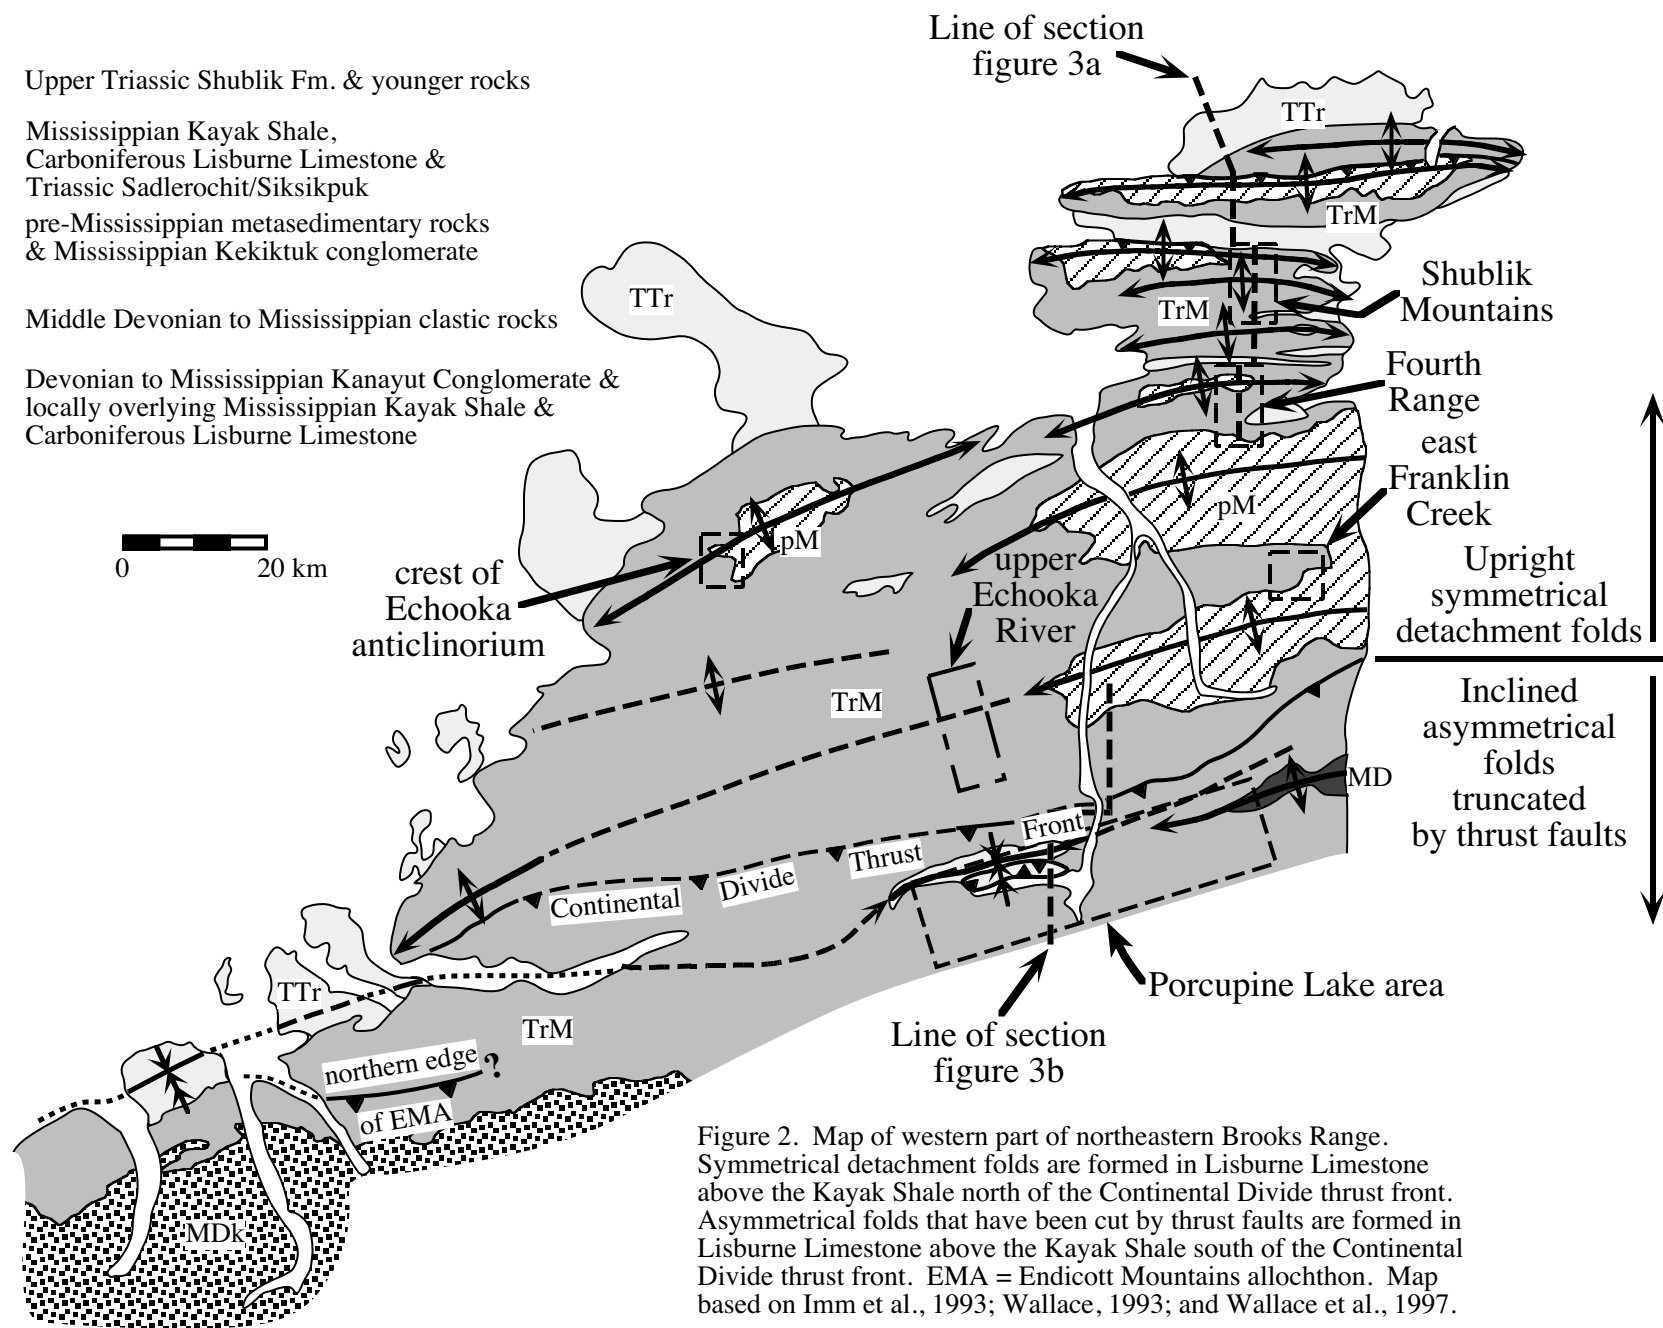 Line of section
figure 3a
Upper Triassic Shublik Fm. & younger rocks
Mississippian Kayak Shale,
Carboniferous Lisburne Limestone &
Triassic Sadlerochit/Siksikpuk
pre-Mississippian metasedimentary rocks
& Mississippian Kekiktuk conglomerate
Middle Devonian to Mississippian clastic rocks
Devonian to Mississippian Kanayut Conglomerate &
locally overlying Mississippian Kayak Shale &
Carboniferous Lisburne Limestone
0 20 km
TTr
TrM
TTr
TrM
Shublik
Mountains
Fourth
Range
east
Franklin
Creek
pM
pM
crest of
Echooka
anticlinorium
upper
Echooka
River
Upright
symmetrical
detachment folds
Inclined
asymmetrical
folds
truncated
by thrust faults
TrM
MD
Continental Divide Thrust Front
TTr
TrM
Porcupine Lake area
Line of section
figure 3b
northern edge ?
of EMA
MDk
Figure 2. Map of western part of northeastern Brooks Range.
Symmetrical detachment folds are formed in Lisburne Limestone
above the Kayak Shale north of the Continental Divide thrust front.
Asymmetrical folds that have been cut by thrust faults are formed in
Lisburne Limestone above the Kayak Shale south of the Continental
Divide thrust front. EMA = Endicott Mountains allochthon. Map
based on Imm et al., 1993; Wallace, 1993; and Wallace et al., 1997.